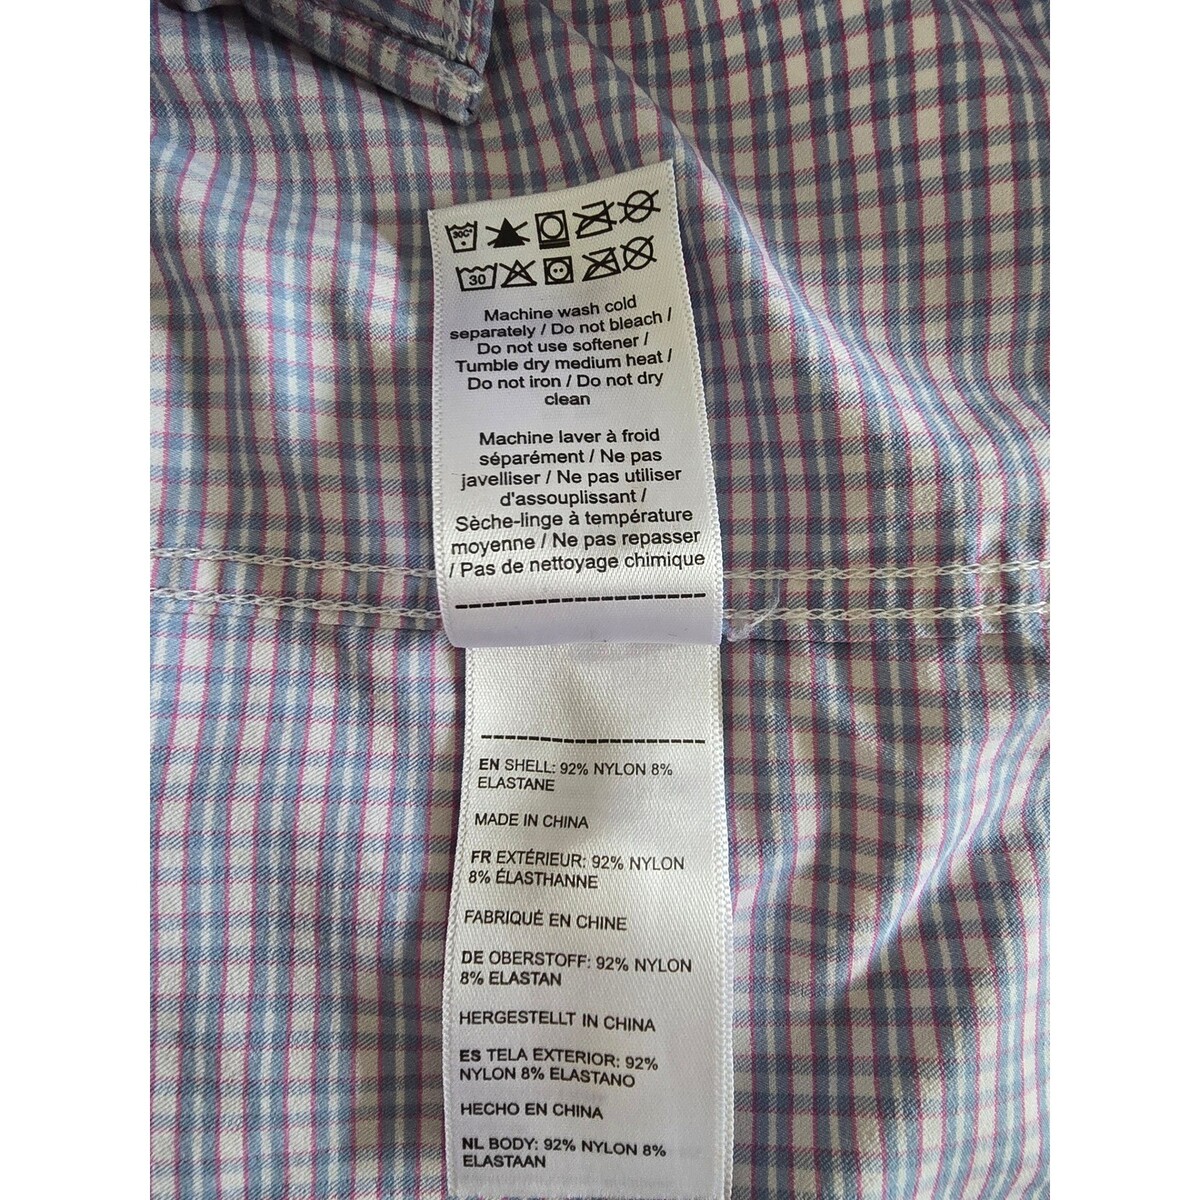 30C°
30
Machine wash cold
separately / Do not bleach /
Do not use softener /
Tumble dry medium heat /
Do not iron / Do not dry
clean
Machine laver à froid
séparément / Ne pas
javelliser / Ne pas utiliser
d'assouplissant /
Sèche-linge à température
moyenne / Ne pas repasser
/ Pas de nettoyage chimique
EN SHELL: 92% NYLON 8%
ELASTANE
MADE IN CHINA
FR EXTÉRIEUR: 92% NYLON
8% ÉLASTHANNE
FABRIQUÉ EN CHINE
DE OBERSTOFF: 92% NYLON
8% ELASTAN
HERGESTELLT IN CHINA
ES TELA EXTERIOR: 92%
NYLON 8% ELASTANO
HECHO EN CHINA
NL BODY: 92% NYLON 8%
ELASTAAN